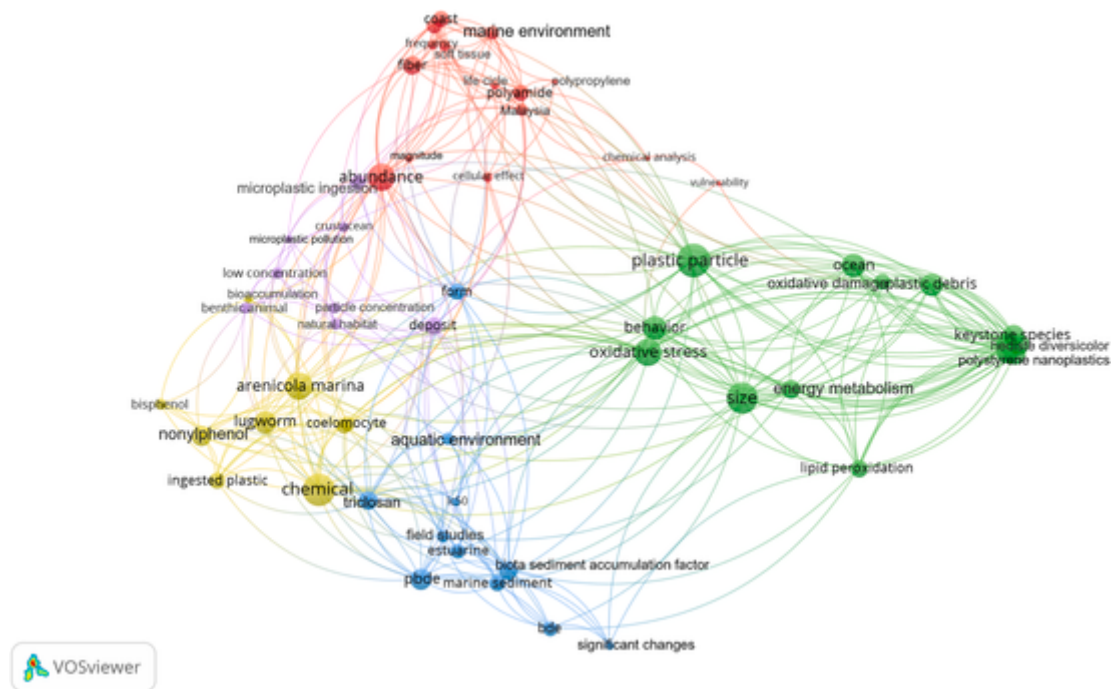 coast
marine environment
frequency
soft tissue
fiber
life-cicle
polypropylene
polyamide
Malaysia
magnitude
chemical analysis
abundance
cellular effect
vulnerability
microplastic ingestion
crustacean
microplastic pollution
plastic particle
ocean
low concentration
oxidative damage
plastic debris
form
bioaccumulation
benthic animal
particle concentration
natural habitat
deposit
behavior
keystone species
hediste diversicolor
oxidative stress
polystyrene nanoplastics
arenicola marina
energy metabolism
size
bisphenol
lugworm
coelomocyte
nonylphenol
aquatic environment
lipid peroxidation
ingested plastic
chemical
triclosan
lc50
field studies
estuarine
biota sediment accumulation factor
pbde
marine sediment
bde
significant changes
VOSviewer